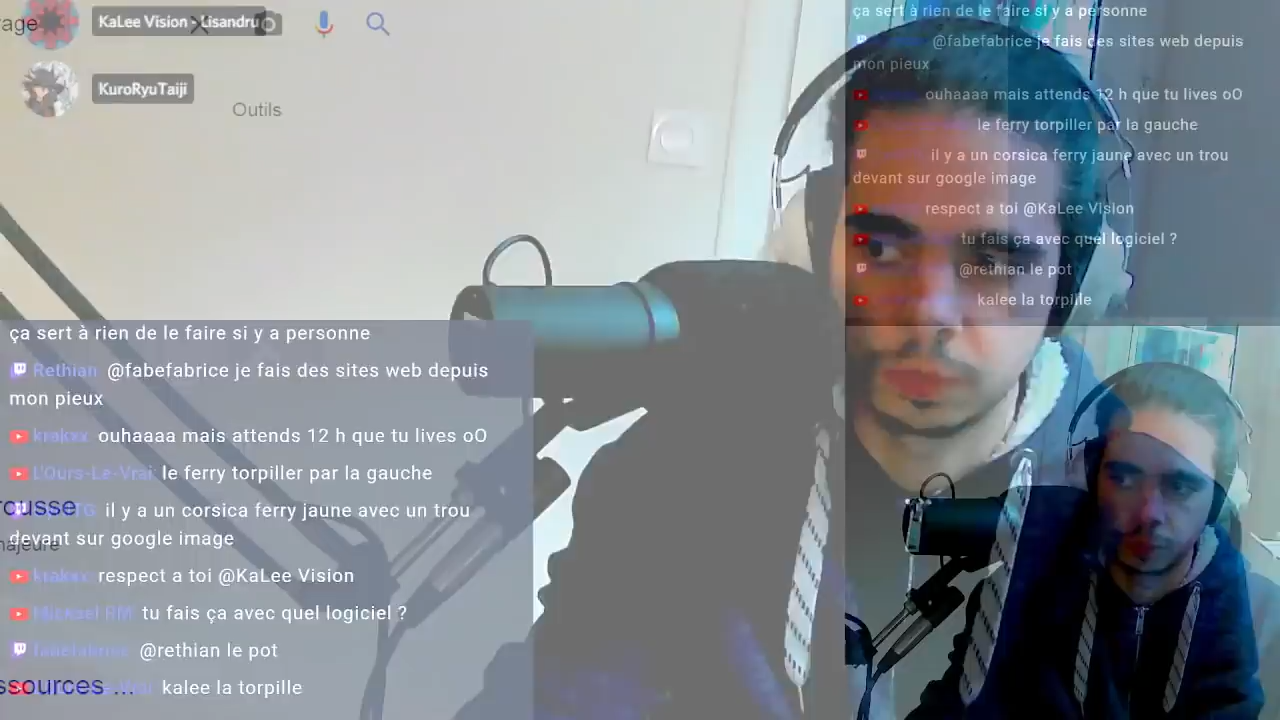 rage
KaLee Vision - Lisandru
KuroRyuTaiji
Outils
ça sert à rien de le faire si y a personne
@fabefabrice je fais des sites web depuis
mon pieux
ouhaaaa mais attends 12 h que tu lives oO
le ferry torpiller par la gauche
il y a un corsica ferry jaune avec un trou
devant sur google image
respect a toi @KaLee Vision
tu fais ça avec quel logiciel ?
@rethian le pot
kalee la torpille
ça sert à rien de le faire si y a personne
Rethian @fabefabrice je fais des sites web depuis
mon pieux
krakxx ouhaaaa mais attends 12 h que tu lives oO
L'Ours-Le-Vrai le ferry torpiller par la gauche
rousse
il y a un corsica ferry jaune avec un trou
majeure
devant sur google image
krakxx respect a toi @KaLee Vision
tu fais ça avec quel logiciel ?
fabefabrice @rethian le pot
ssources ...
kalee la torpille